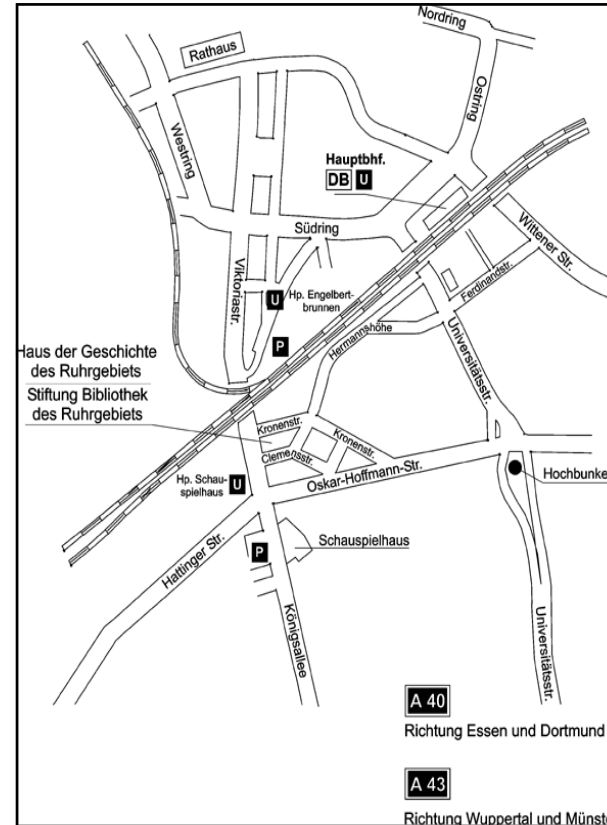 Nordring
Rathaus
Ostring
Westring
Hauptbhf.
DB U
Südring
Wittener Str.
Viktoriastr.
U
Hp. Engelbert-
brunnen
Ferdinandstr.
P
Hermannshöhe
Universitätsstr.
Haus der Geschichte
des Ruhrgebiets
Stiftung Bibliothek
des Ruhrgebiets
Kronenstr.
Kronenstr.
Clemensstr.
Hp. Schau-
spielhaus
U
Oskar-Hoffmann-Str.
Hochbunke
P
Schauspielhaus
Hattinger Str.
Königsallee
Universitätsstr.
A 40
Richtung Essen und Dortmund
A 43
Richtung Wuppertal und Münste